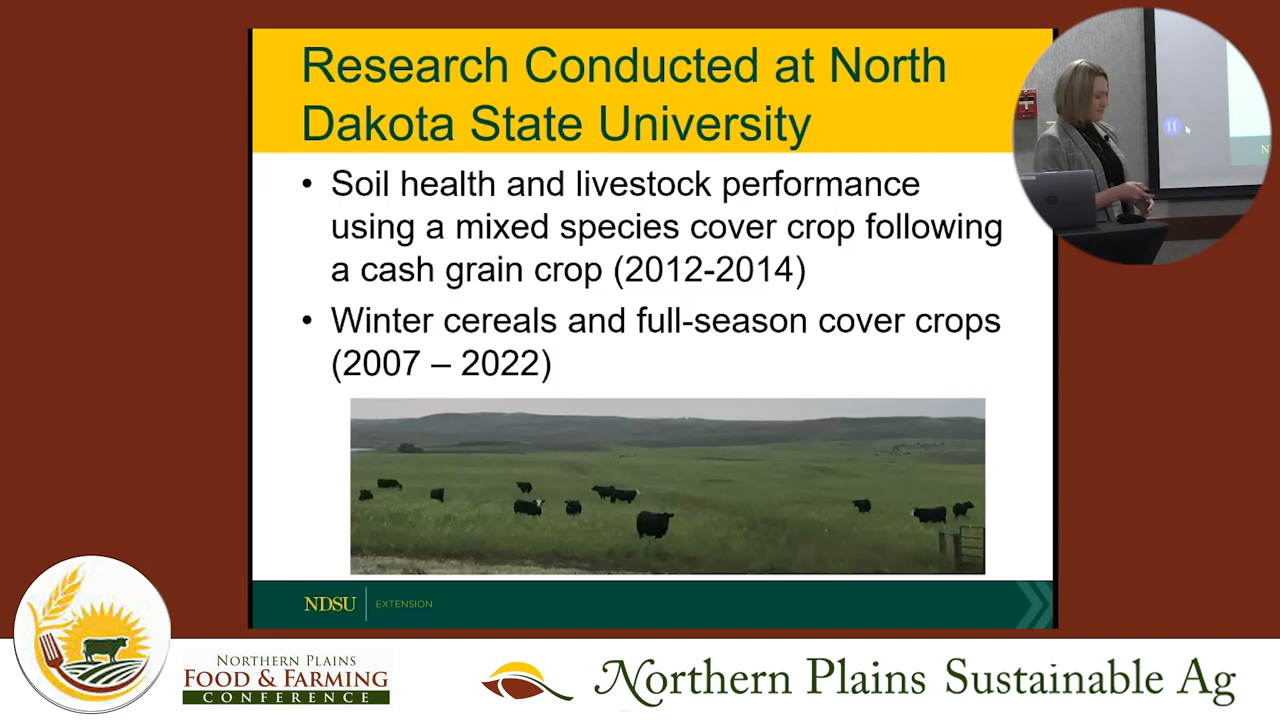 Research Conducted at North
Dakota State University
• Soil health and livestock performance
using a mixed species cover crop following
a cash grain crop (2012-2014)
• Winter cereals and full-season cover crops
(2007 – 2022)
NDSU EXTENSION
NORTHERN PLAINS
FOOD & FARMING
CONFERENCE
Northern Plains Sustainable Ag